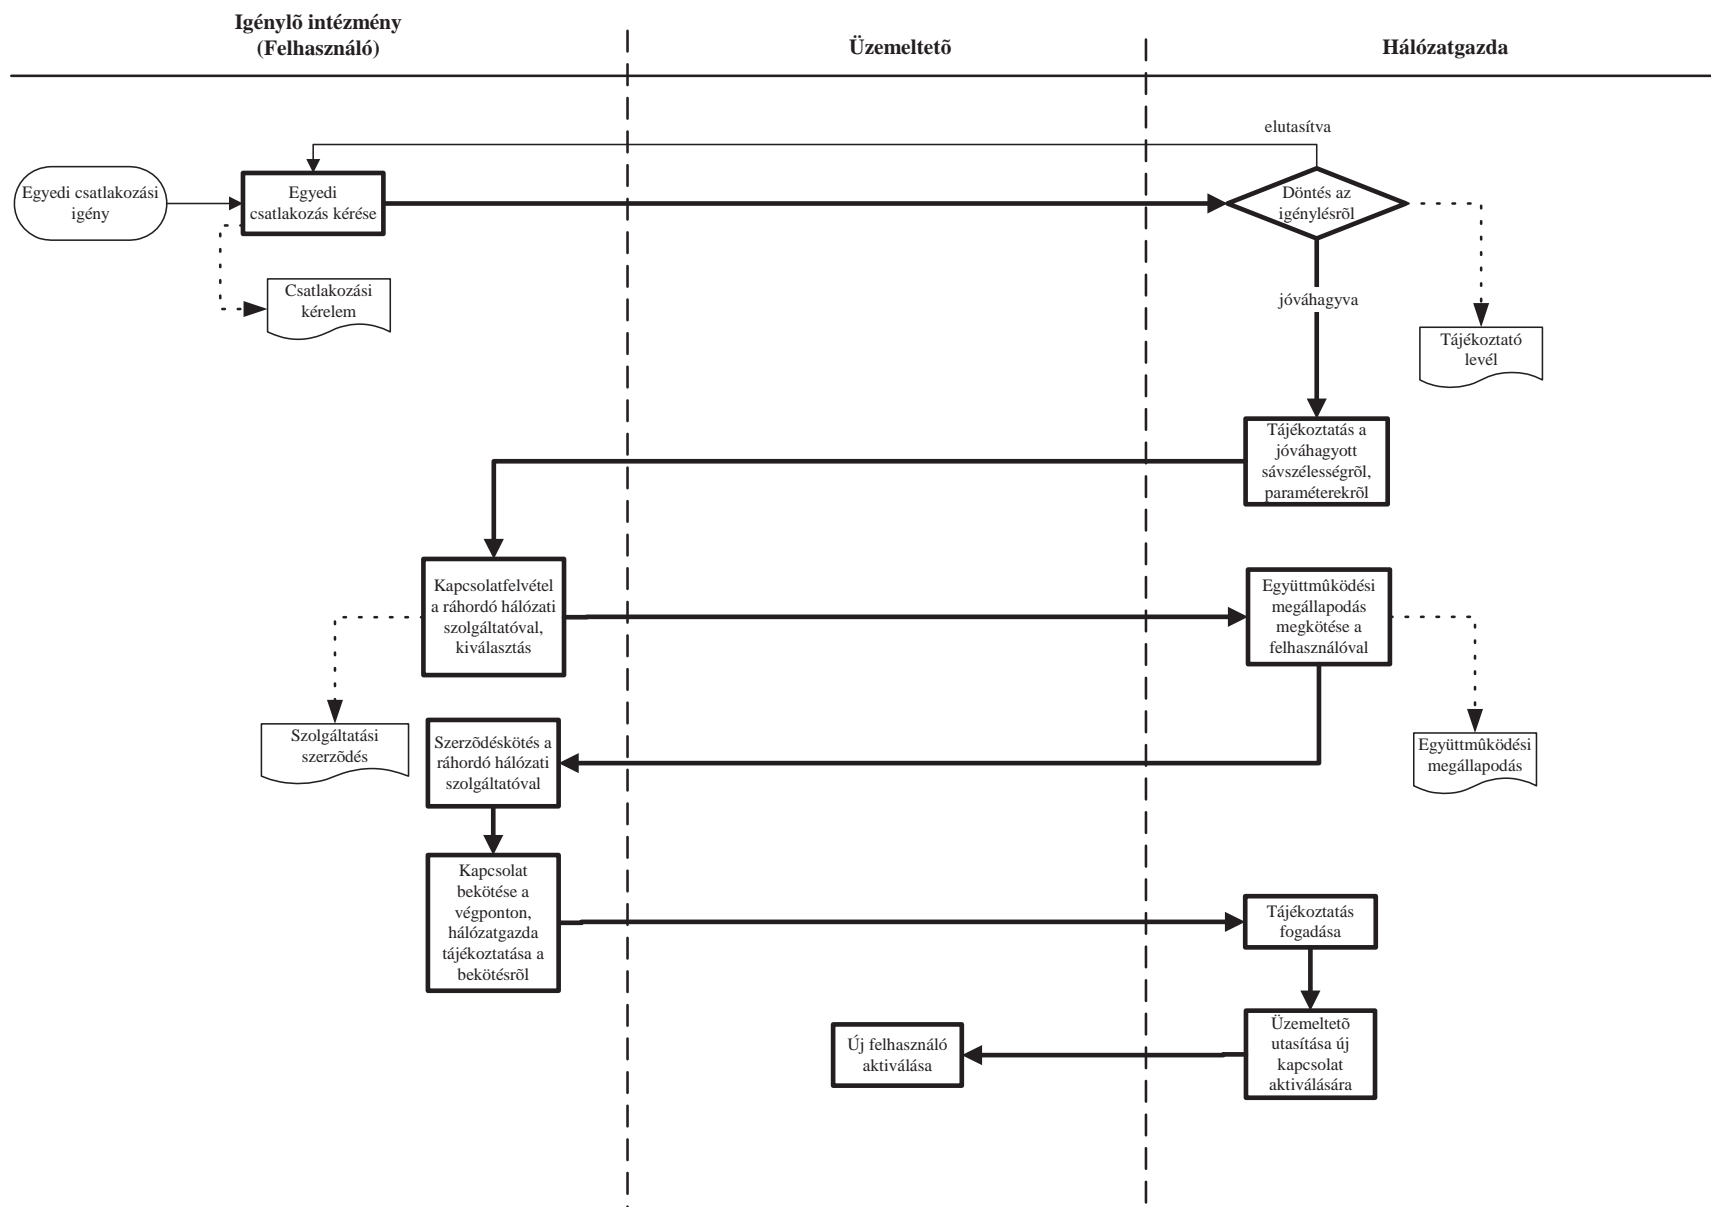 Igénylõ intézmény
(Felhasználó)
Üzemeltetõ
Hálózatgazda
elutasítva
Egyedi csatlakozási
igény
Egyedi
csatlakozás kérése
Döntés az
igénylésrõl
Csatlakozási
kérelem
jóváhagyva
Tájékoztató
levél
Tájékoztatás a
jóváhagyott
sávszélességrõl,
paraméterekrõl
Kapcsolatfelvétel
a ráhordó hálózati
szolgáltatóval,
kiválasztás
Együttmûködési
megállapodás
megkötése a
felhasználóval
Szolgáltatási
szerzõdés
Szerzõdéskötés a
ráhordó hálózati
szolgáltatóval
Együttmûködési
megállapodás
Kapcsolat
bekötése a
végponton,
hálózatgazda
tájékoztatása a
bekötésrõl
Tájékoztatás
fogadása
Új felhasználó
aktiválása
Üzemeltetõ
utasítása új
kapcsolat
aktiválására